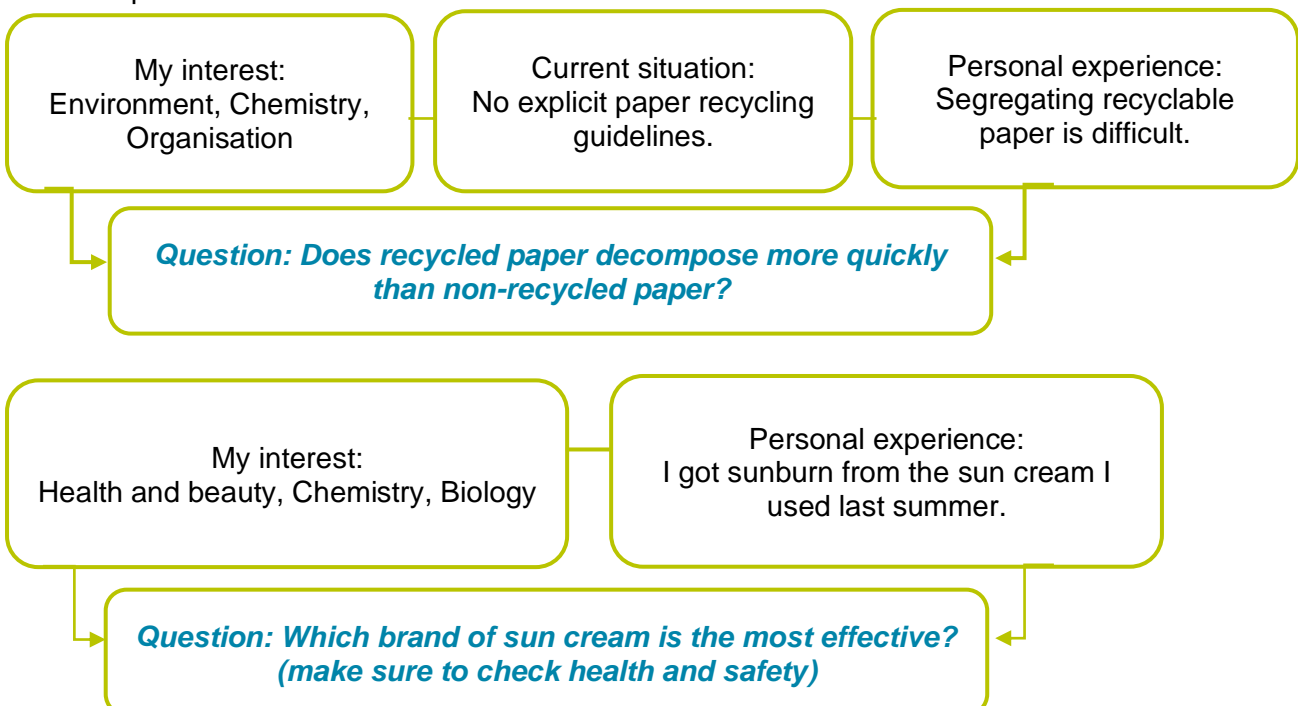 My interest:
Environment, Chemistry,
Organisation
Current situation:
No explicit paper recycling
guidelines.
Personal experience:
Segregating recyclable
paper is difficult.
Question: Does recycled paper decompose more quickly
than non-recycled paper?
My interest:
Health and beauty, Chemistry, Biology
Personal experience:
I got sunburn from the sun cream I
used last summer.
Question: Which brand of sun cream is the most effective?
(make sure to check health and safety)